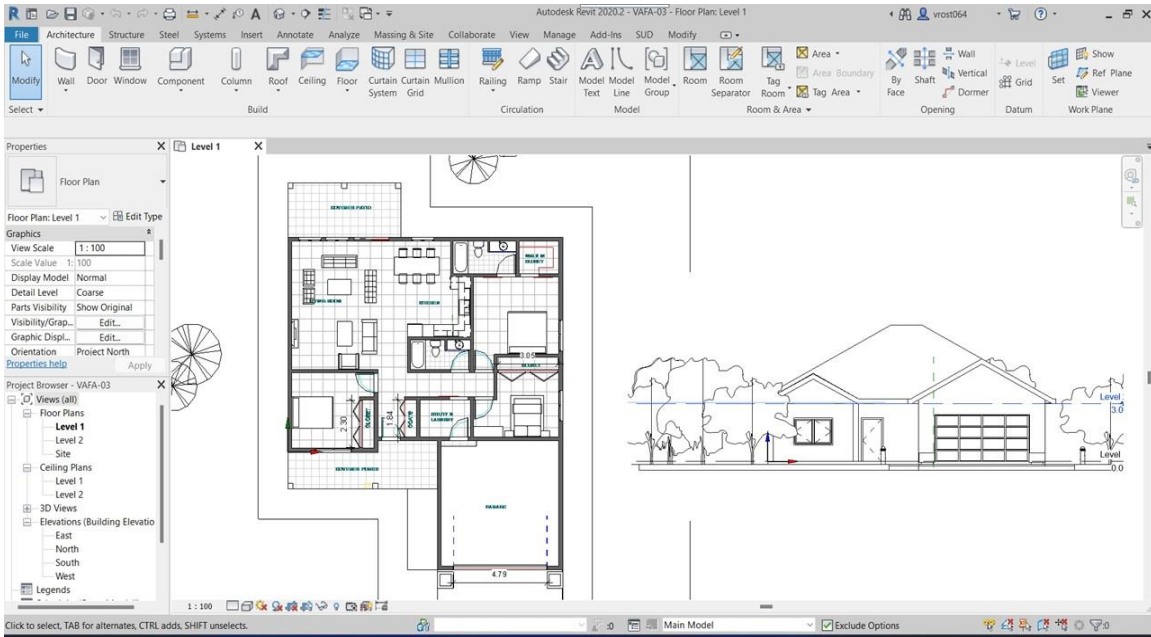 Autodesk Revit 2020.2 - VAFA-03 - Floor Plan: Level 1
vrost064
File Architecture Structure Steel Systems Insert Annotate Analyze Massing & Site Collaborate View Manage Add-Ins SUD Modify
Modify Wall Door Window Component Column Roof Ceiling Floor Curtain System Curtain Grid Mullion Railing Ramp Stair Model Text Model Line Model Group Room Room Separator Tag Room
Area
Area Boundary
Tag Area
By Face Shaft
Wall
Vertical
Dormer
Level
Grid
Set
Show
Ref Plane
Viewer
Select Build Circulation Model Room & Area Opening Datum Work Plane
Properties
Level 1
Floor Plan
Floor Plan: Level 1 Edit Type
Graphics
View Scale 1 : 100
Scale Value 1: 100
Display Model Normal
Detail Level Coarse
Parts Visibility Show Original
Visibility/Grap... Edit...
Graphic Displ... Edit...
Orientation Project North
Properties help Apply
Project Browser - VAFA-03
Views (all)
Floor Plans
Level 1
Level 2
Site
Ceiling Plans
Level 1
Level 2
3D Views
Elevations (Building Elevatio
East
North
South
West
Legends
LIVING ROOM
KITCHEN
3.05
CLOSET
2.30
1.84
UTILITY &
LAUNDRY
GARAGE
4.79
Level
3.0
Level
0.0
1 : 100
Click to select, TAB for alternates, CTRL adds, SHIFT unselects.
:0
Main Model
Exclude Options
:0